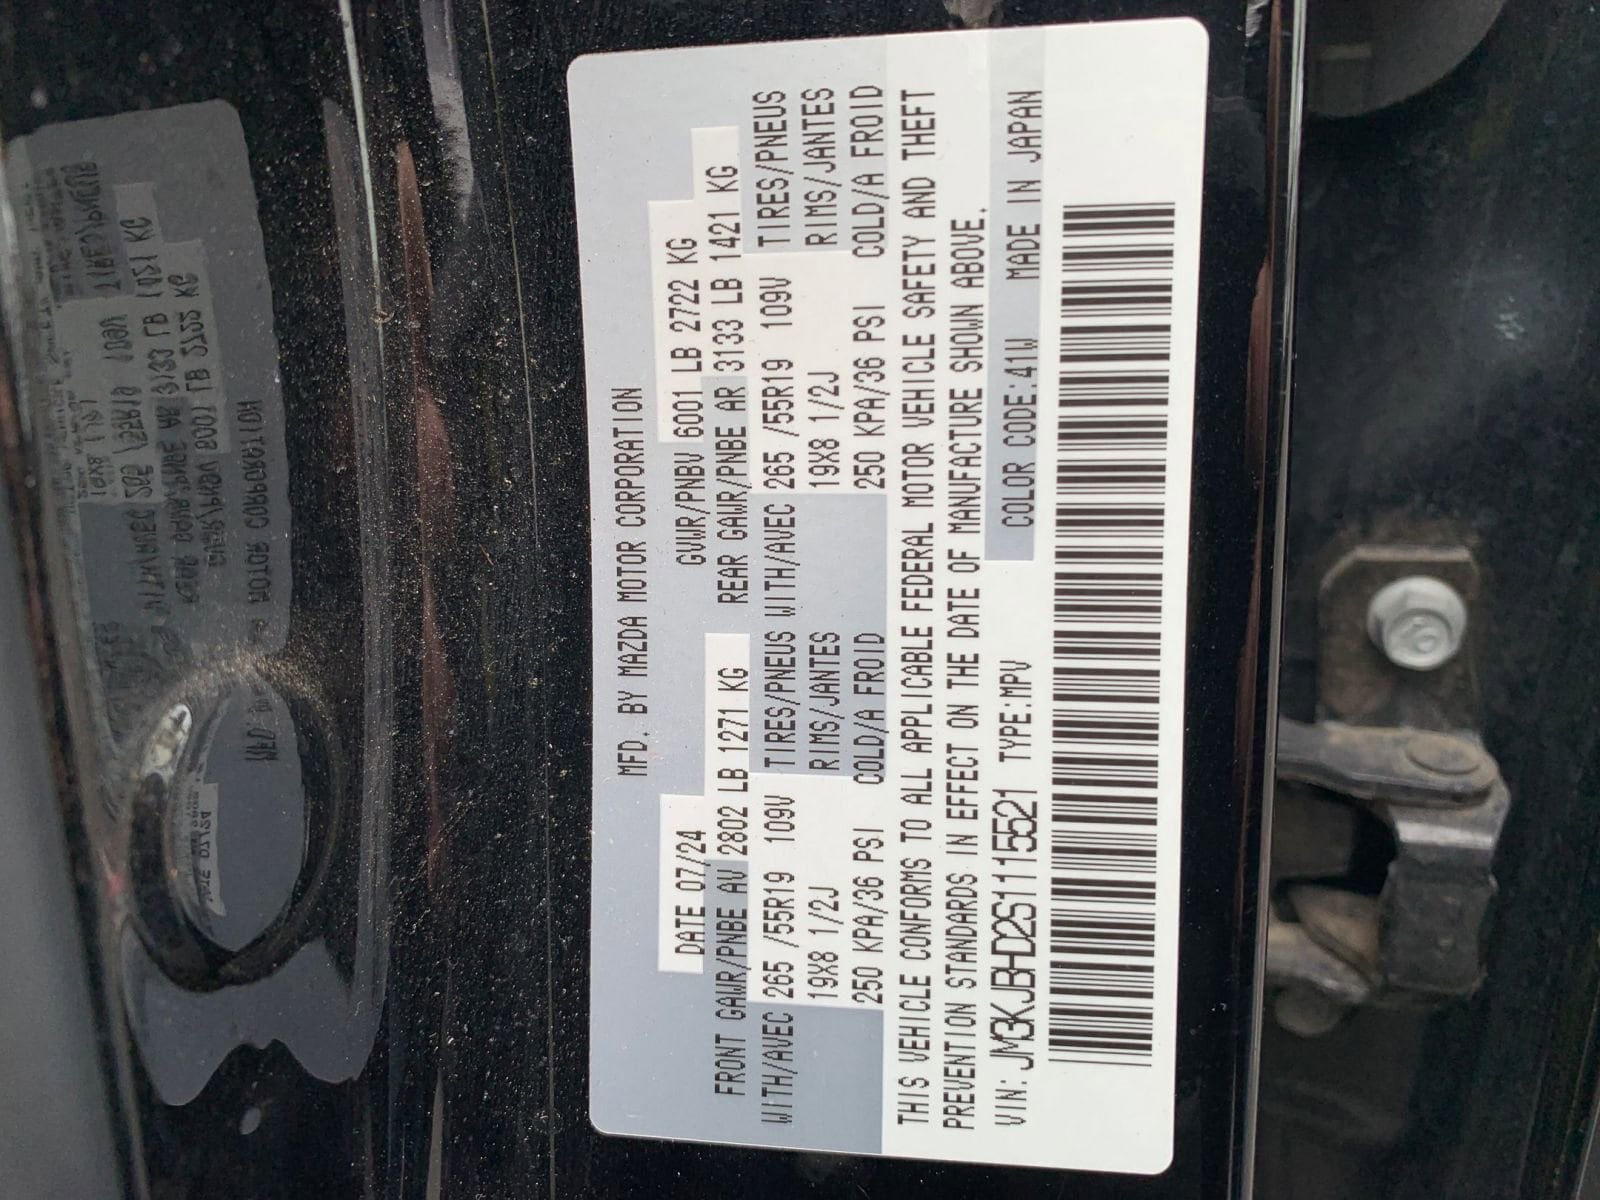 MFD. BY MAZDA MOTOR CORPORATION
DATE 07/24 GVWR/PNBV 6001 LB 2722 KG
FRONT GAWR/PNBE AV 2802 LB 1271 KG REAR GAWR/PNBE AR 3133 LB 1421 KG
WITH/AVEC 265 /55R19 109V TIRES/PNEUS WITH/AVEC 265 /55R19 109V TIRES/PNEUS
19X8 1/2J RIMS/JANTES 19X8 1/2J RIMS/JANTES
250 KPA/36 PSI COLD/A FROID 250 KPA/36 PSI COLD/A FROID
THIS VEHICLE CONFORMS TO ALL APPLICABLE FEDERAL MOTOR VEHICLE SAFETY AND THEFT
PREVENTION STANDARDS IN EFFECT ON THE DATE OF MANUFACTURE SHOWN ABOVE.
VIN: JM3KJBHD2S1115521 TYPE:MPV COLOR CODE:41W MADE IN JAPAN